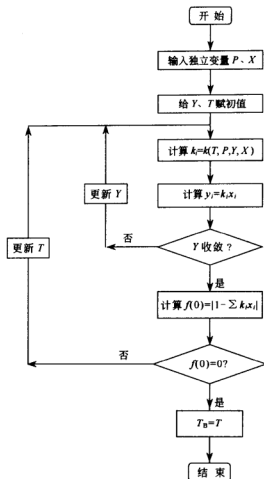 开 始
输入独立变量 P、X
给 Y、T 赋初值
计算 kᵢ=k(T, P,Y, X )
更新 Y
计算 yᵢ=kᵢxᵢ
更新 T
否
Y 收敛？
是
计算 f(0)=|1-∑ kᵢxᵢ|
否
f(0)=0?
是
T_B=T
结 束